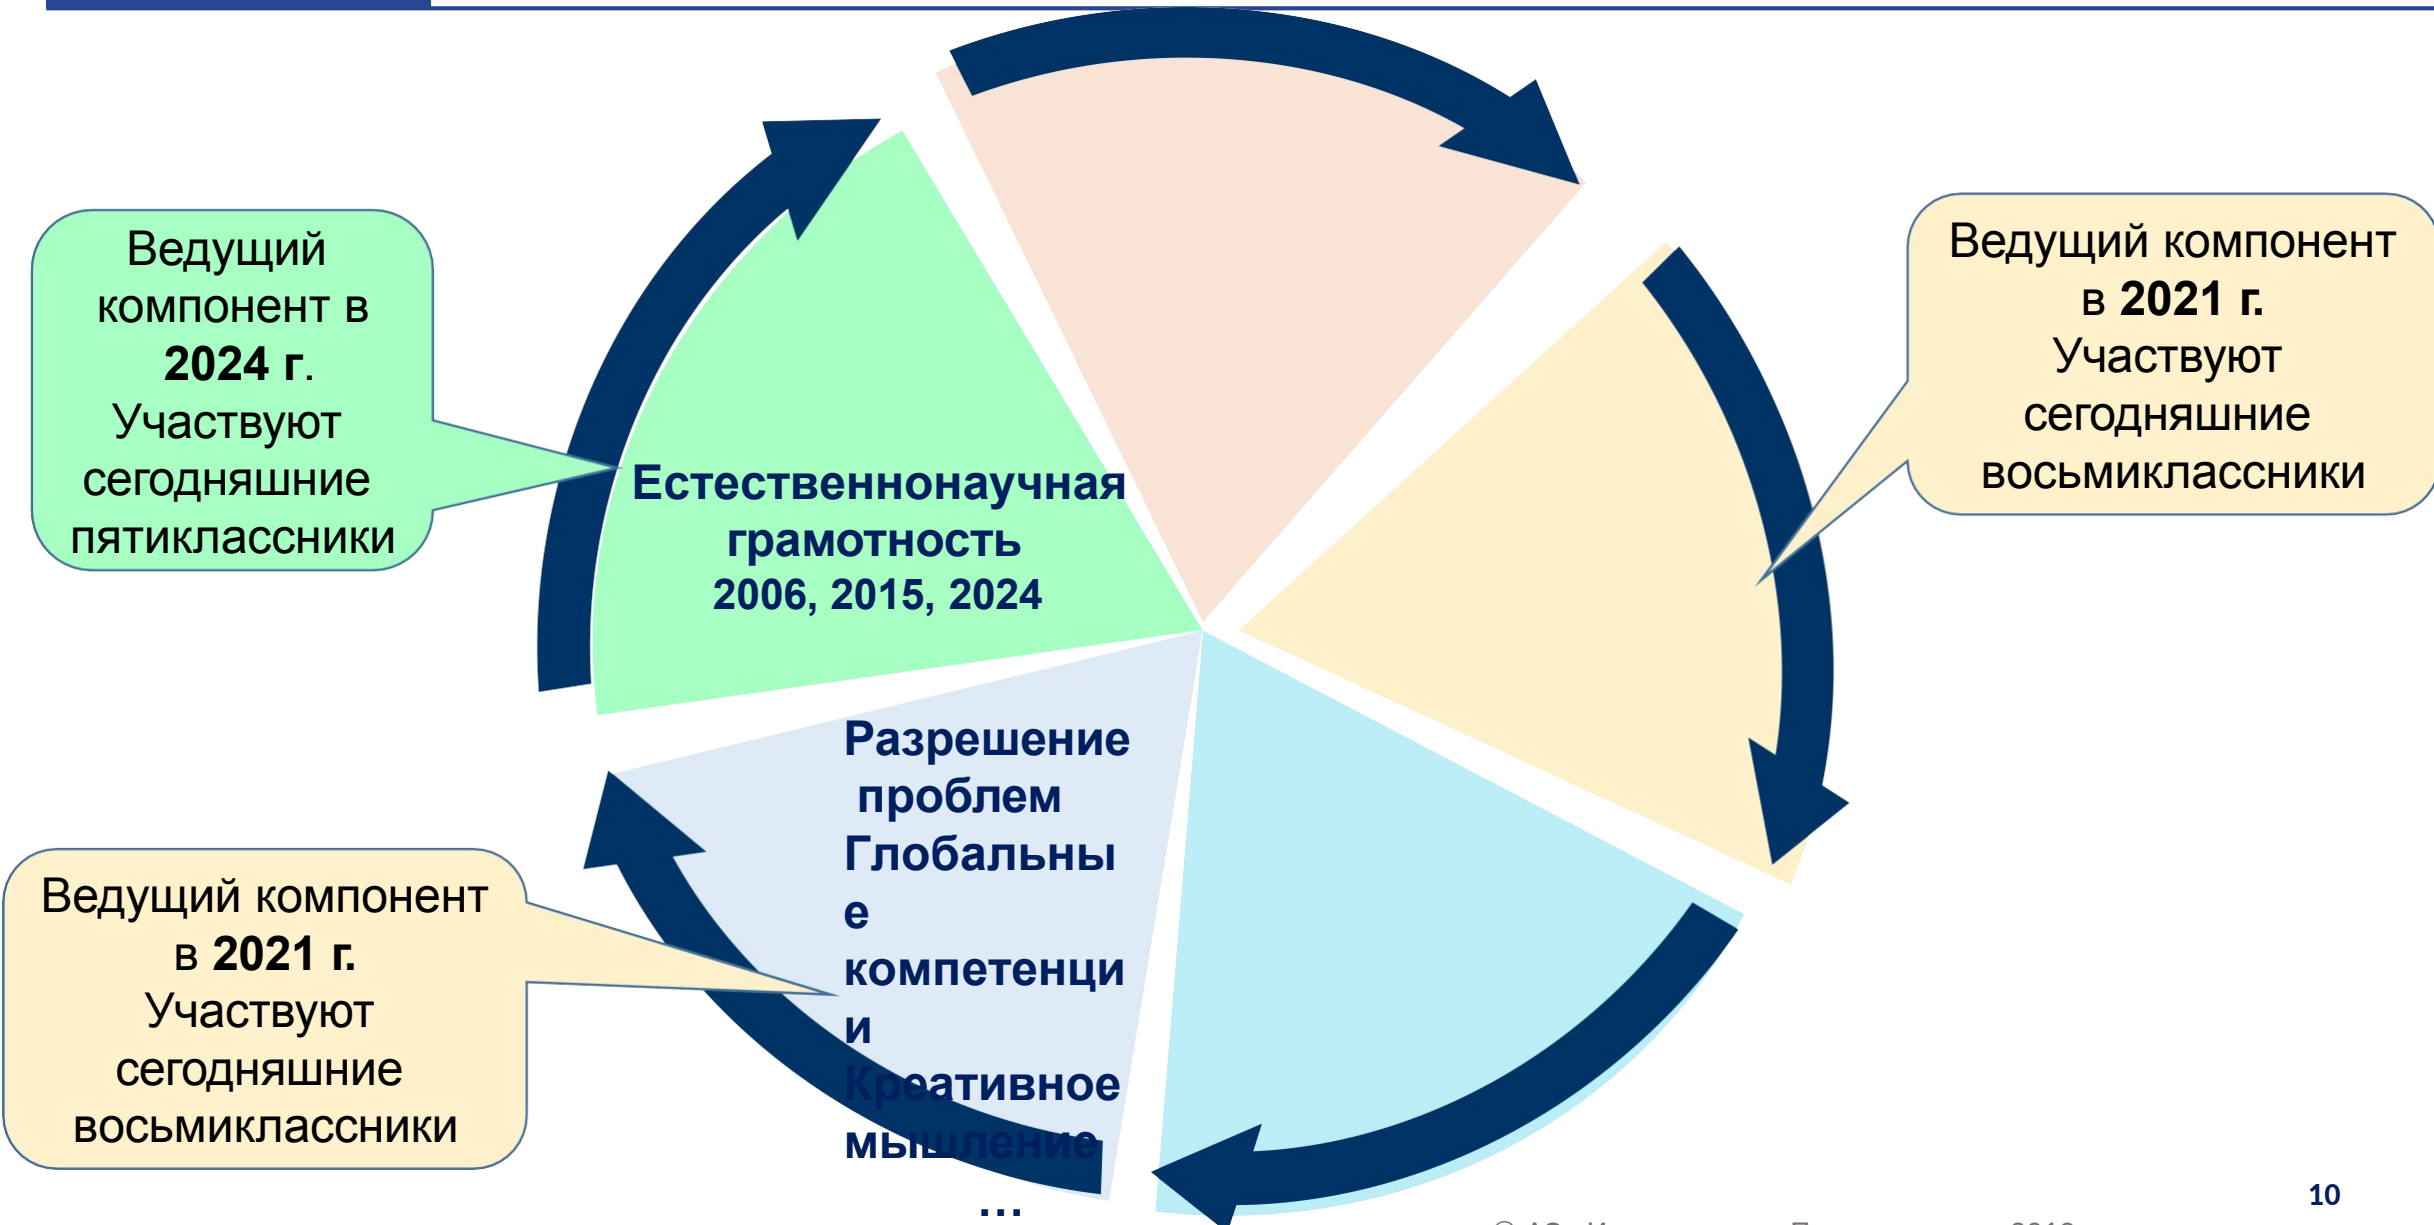 Ведущий
компонент в
2024 г.
Участвуют
сегодняшние
пятиклассники
Ведущий компонент
в 2021 г.
Участвуют
сегодняшние
восьмиклассники
Естественнонаучная
грамотность
2006, 2015, 2024
Разрешение
проблем
Глобальны
е
компетенци
и
Креативное
мышление
...
Ведущий компонент
в 2021 г.
Участвуют
сегодняшние
восьмиклассники
10